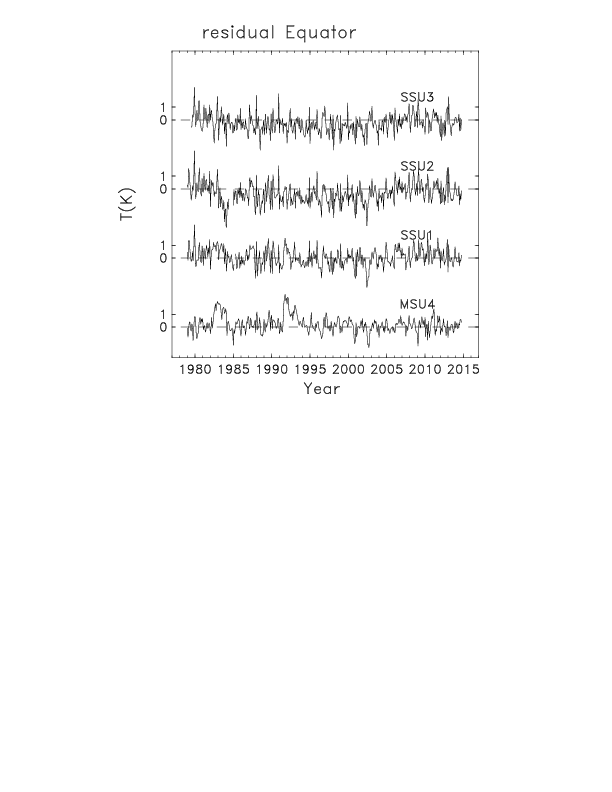 residual Equator
SSU3
1
0
SSU2
1
0
T(K)
SSU1
1
0
MSU4
1
0
1980 1985 1990 1995 2000 2005 2010 2015
Year